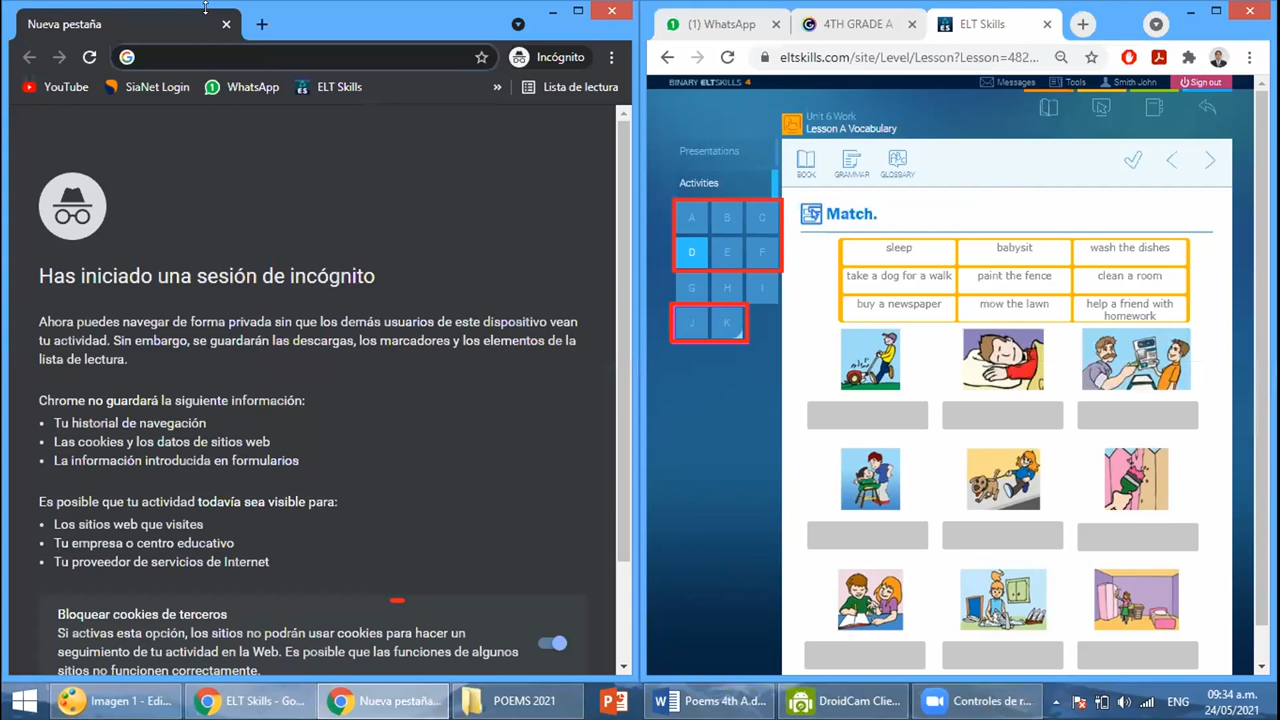 Nueva pestaña
Incógnito
YouTube
SiaNet Login
WhatsApp
ElT Skills
»
Lista de lectura
Has iniciado una sesión de incógnito
Ahora puedes navegar de forma privada sin que los demás usuarios de este dispositivo vean
tu actividad. Sin embargo, se guardarán las descargas, los marcadores y los elementos de la
lista de lectura.
Chrome no guardará la siguiente información:
• Tu historial de navegación
• Las cookies y los datos de sitios web
• La información introducida en formularios
Es posible que tu actividad todavía sea visible para:
• Los sitios web que visites
• Tu empresa o centro educativo
• Tu proveedor de servicios de Internet
Bloquear cookies de terceros
Si activas esta opción, los sitios no podrán usar cookies para hacer un
seguimiento de tu actividad en la Web. Es posible que las funciones de algunos
sitios no funcionen correctamente.
(1) WhatsApp
4TH GRADE A
ELT Skills
eltskills.com/site/Level/Lesson?Lesson=482...
BINARY ELTSKILLS 4
Messages
Tools
Smith John
Sign out
Unit 6 Work
Lesson A Vocabulary
Presentations
Activities
A B C
D E F
G H I
J K
BOOK
GRAMMAR
GLOSSARY
Match.
sleep
babysit
wash the dishes
take a dog for a walk
paint the fence
clean a room
buy a newspaper
mow the lawn
help a friend with
homework
Imagen 1 - Edi...
ELT Skills - Go...
Nueva pestaña...
POEMS 2021
Poems 4th A.d...
DroidCam Clie...
Controles de r...
ENG
09:34 a.m.
24/05/2021